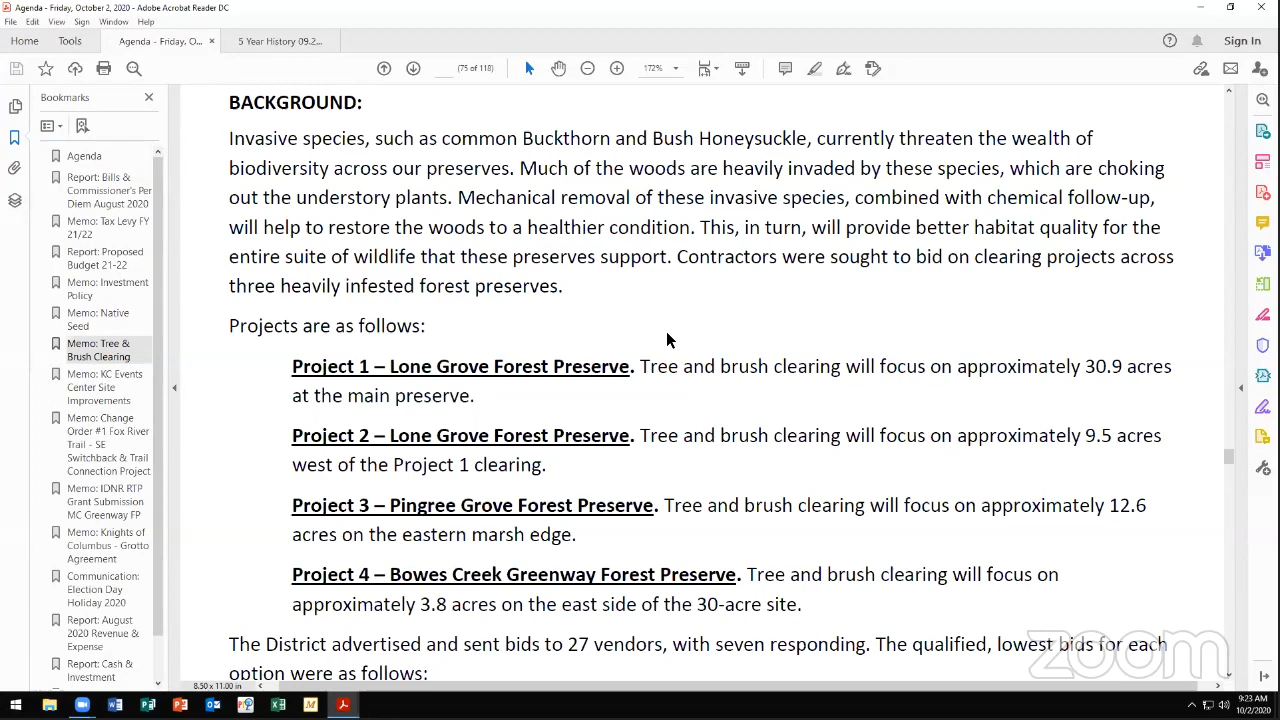 Agenda - Friday, October 2, 2020 - Adobe Acrobat Reader DC
File Edit View Sign Window Help
Home Tools Agenda - Friday, O... × 5 Year History 09.2... ? Sign In
(75 of 118) 172%
Bookmarks
Agenda
Report: Bills &
Commissioner's Per
Diem August 2020
Memo: Tax Levy FY
21/22
Report: Proposed
Budget 21-22
Memo: Investment
Policy
Memo: Native
Seed
Memo: Tree &
Brush Clearing
Memo: KC Events
Center Site
Improvements
Memo: Change
Order #1 Fox River
Trail - SE
Switchback & Trail
Connection Project
Memo: IDNR RTP
Grant Submission
MC Greenway FP
Memo: Knights of
Columbus - Grotto
Agreement
Communication:
Election Day
Holiday 2020
Report: August
2020 Revenue &
Expense
Report: Cash &
Investment
BACKGROUND:
Invasive species, such as common Buckthorn and Bush Honeysuckle, currently threaten the wealth of
biodiversity across our preserves. Much of the woods are heavily invaded by these species, which are choking
out the understory plants. Mechanical removal of these invasive species, combined with chemical follow-up,
will help to restore the woods to a healthier condition. This, in turn, will provide better habitat quality for the
entire suite of wildlife that these preserves support. Contractors were sought to bid on clearing projects across
three heavily infested forest preserves.
Projects are as follows:
Project 1 – Lone Grove Forest Preserve. Tree and brush clearing will focus on approximately 30.9 acres
at the main preserve.
Project 2 – Lone Grove Forest Preserve. Tree and brush clearing will focus on approximately 9.5 acres
west of the Project 1 clearing.
Project 3 – Pingree Grove Forest Preserve. Tree and brush clearing will focus on approximately 12.6
acres on the eastern marsh edge.
Project 4 – Bowes Creek Greenway Forest Preserve. Tree and brush clearing will focus on
approximately 3.8 acres on the east side of the 30-acre site.
The District advertised and sent bids to 27 vendors, with seven responding. The qualified, lowest bids for each
option were as follows:
zoom
8.50 x 11.00 in
9:23 AM
10/2/2020